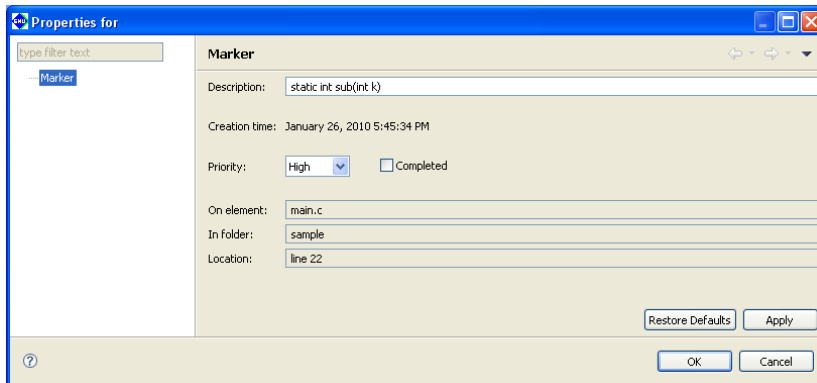 GNU Properties for
type filter text
Marker
Marker
Description: static int sub(int k)
Creation time: January 26, 2010 5:45:34 PM
Priority: High Completed
On element: main.c
In folder: sample
Location: line 22
Restore Defaults Apply
? OK Cancel